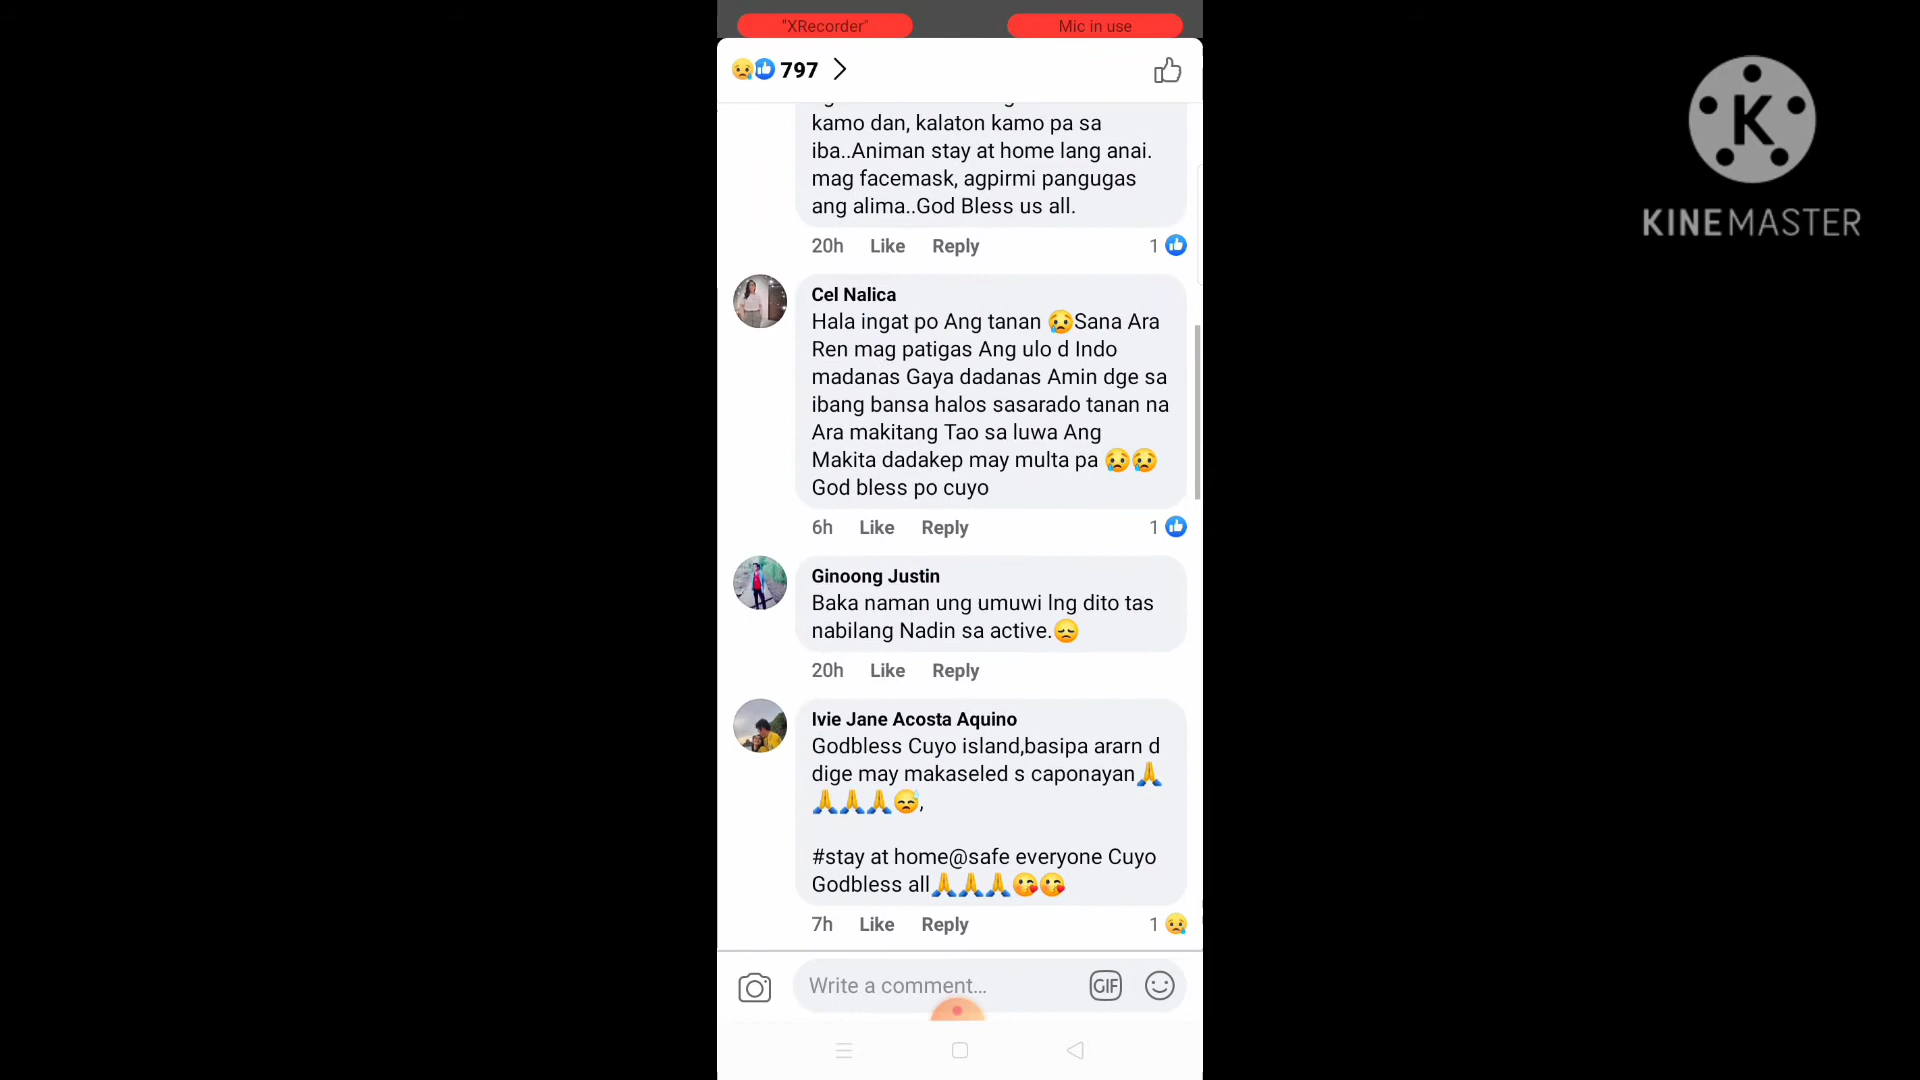 "XRecorder"
Mic in use
797
kamo dan, kalaton kamo pa sa
iba..Animan stay at home lang anai.
mag facemask, agpirmi pangugas
ang alima..God Bless us all.
20h Like Reply 1
Cel Nalica
Hala ingat po Ang tanan 😥Sana Ara
Ren mag patigas Ang ulo d Indo
madanas Gaya dadanas Amin dge sa
ibang bansa halos sasarado tanan na
Ara makitang Tao sa luwa Ang
Makita dadakep may multa pa 😥😥
God bless po cuyo
6h Like Reply 1
Ginoong Justin
Baka naman ung umuwi lng dito tas
nabilang Nadin sa active.😞
20h Like Reply
Ivie Jane Acosta Aquino
Godbless Cuyo island,basipa ararn d
dige may makaseled s caponayan🙏
🙏🙏🙏😓,
#stay at home@safe everyone Cuyo
Godbless all🙏🙏🙏😘😘
7h Like Reply 1
Write a comment...
GIF
K
KINEMASTER